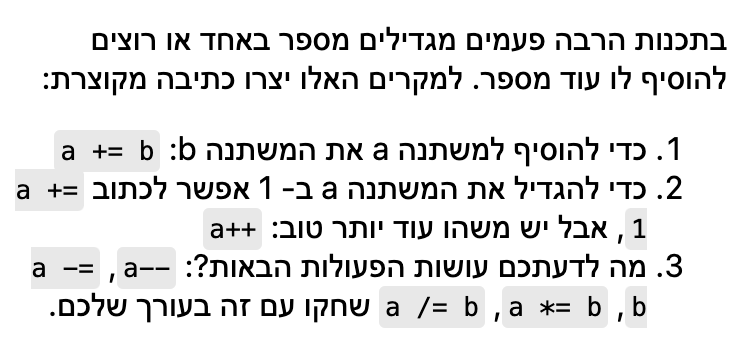 בתכנות הרבה פעמים מגדילים מספר באחד או רוצים
להוסיף לו עוד מספר. למקרים האלו יצרו כתיבה מקוצרת:
1. כדי להוסיף למשתנה a את המשתנה b: a += b
2. כדי להגדיל את המשתנה a ב- 1 אפשר לכתוב a +=
1, אבל יש משהו עוד יותר טוב: a++
3. מה לדעתכם עושות הפעולות הבאות?: a--, a -=
b, a *= b, a /= b שחקו עם זה בעורך שלכם.